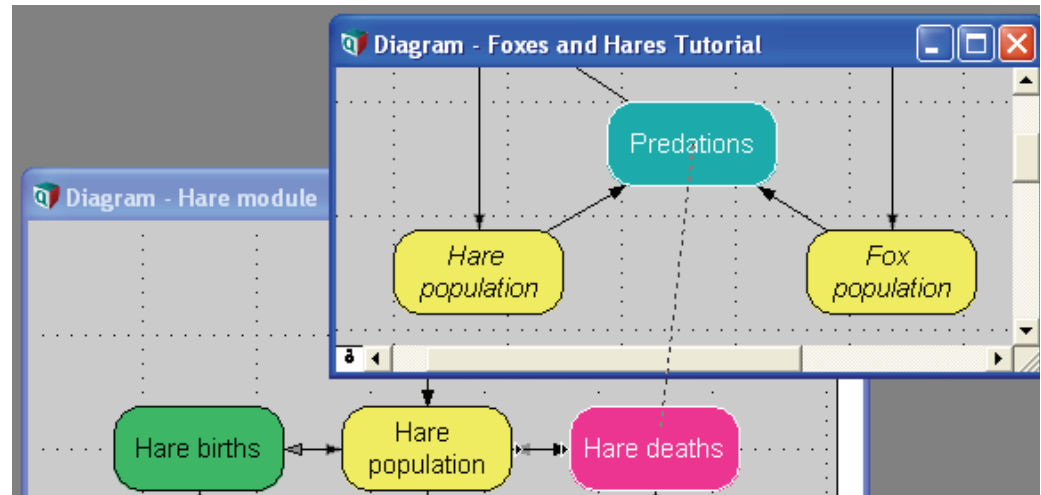 Diagram - Foxes and Hares Tutorial
Predations
Diagram - Hare module
Hare
population
Fox
population
Hare births
Hare
population
Hare deaths